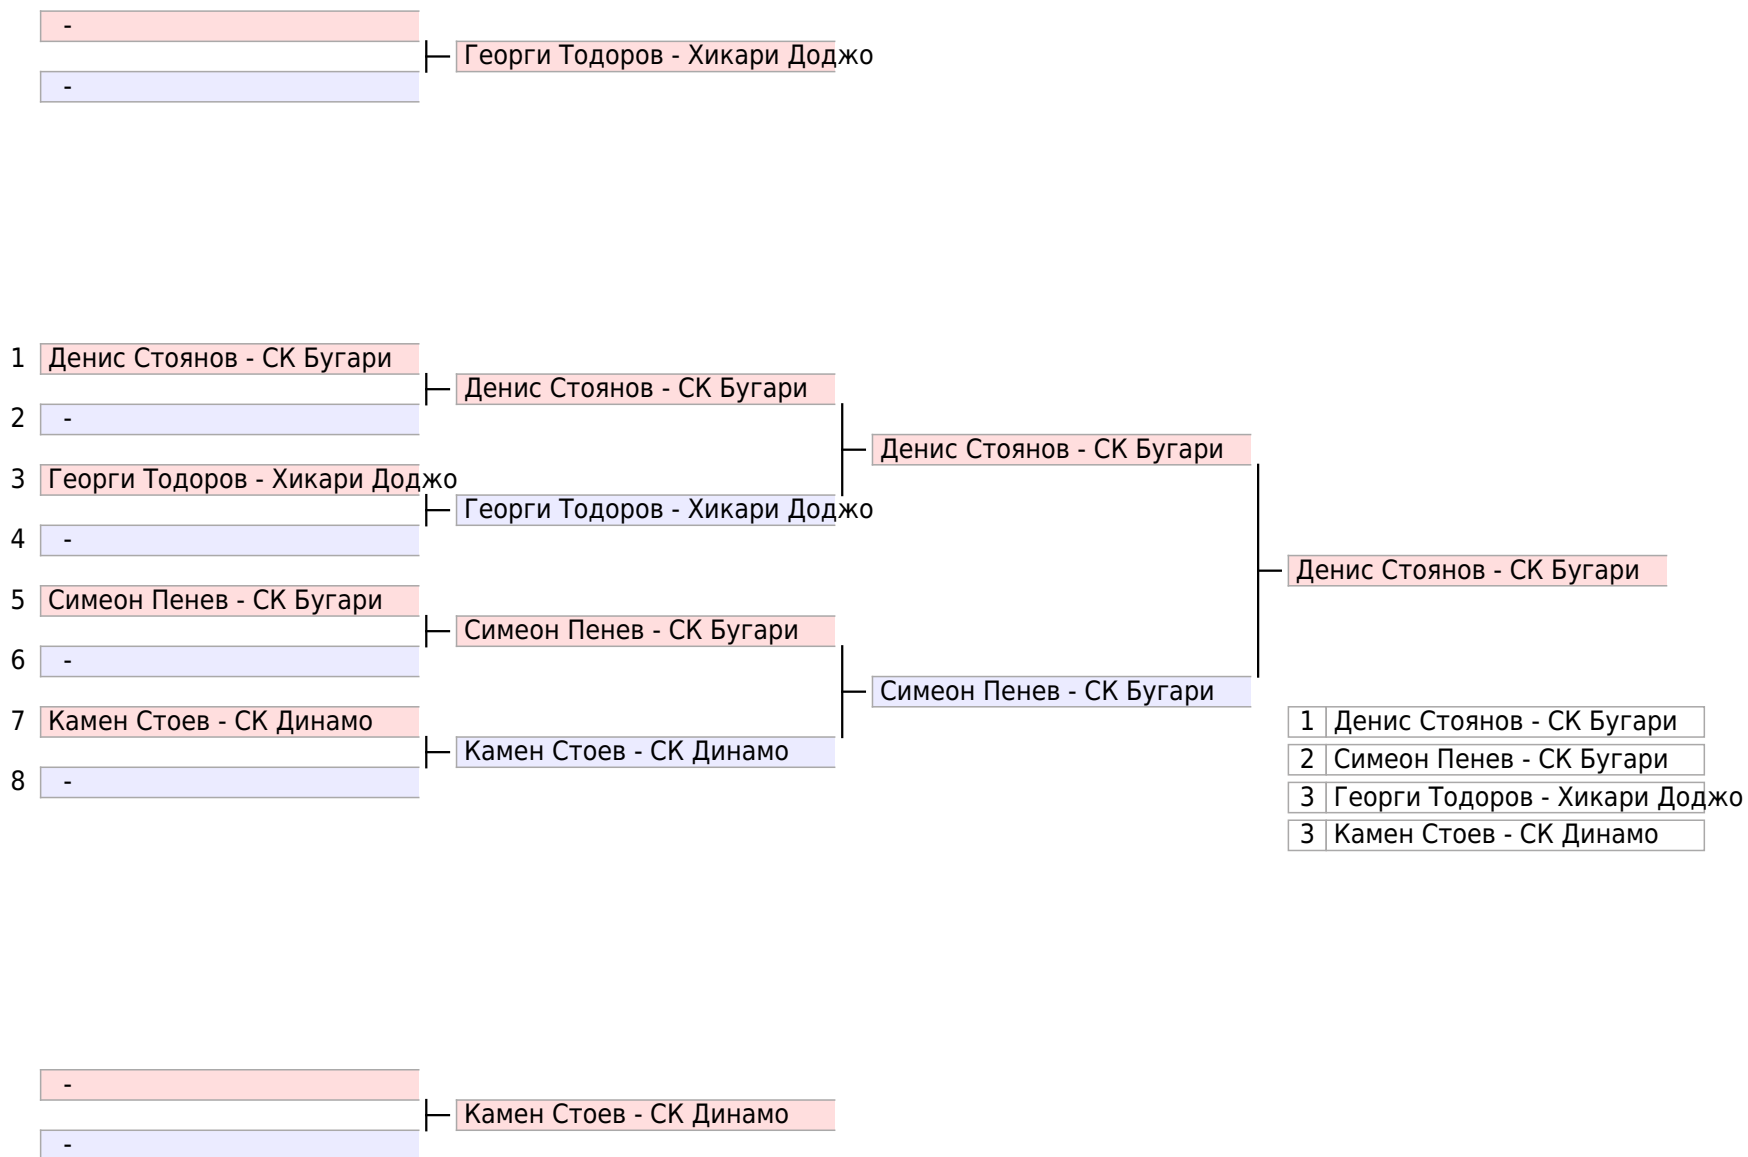 -
Георги Тодоров - Хикари Доджо
-
1 Денис Стоянов - СК Бугари
Денис Стоянов - СК Бугари
2 -
Денис Стоянов - СК Бугари
3 Георги Тодоров - Хикари Доджо
Георги Тодоров - Хикари Доджо
4 -
Денис Стоянов - СК Бугари
5 Симеон Пенев - СК Бугари
Симеон Пенев - СК Бугари
6 -
Симеон Пенев - СК Бугари
7 Камен Стоев - СК Динамо
Камен Стоев - СК Динамо
8 -
1 Денис Стоянов - СК Бугари
2 Симеон Пенев - СК Бугари
3 Георги Тодоров - Хикари Доджо
3 Камен Стоев - СК Динамо
-
Камен Стоев - СК Динамо
-